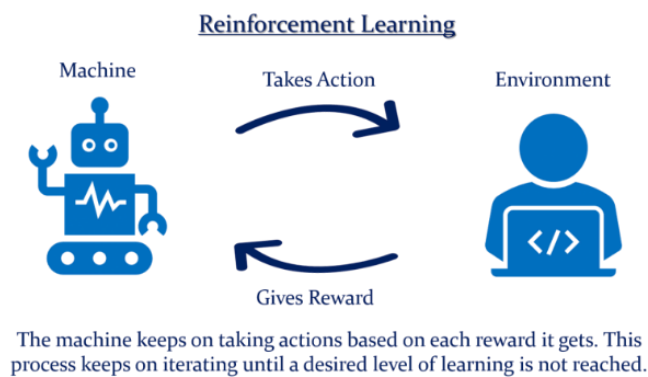 Reinforcement Learning
Machine
Takes Action
Environment
</>
Gives Reward
The machine keeps on taking actions based on each reward it gets. This
process keeps on iterating until a desired level of learning is not reached.